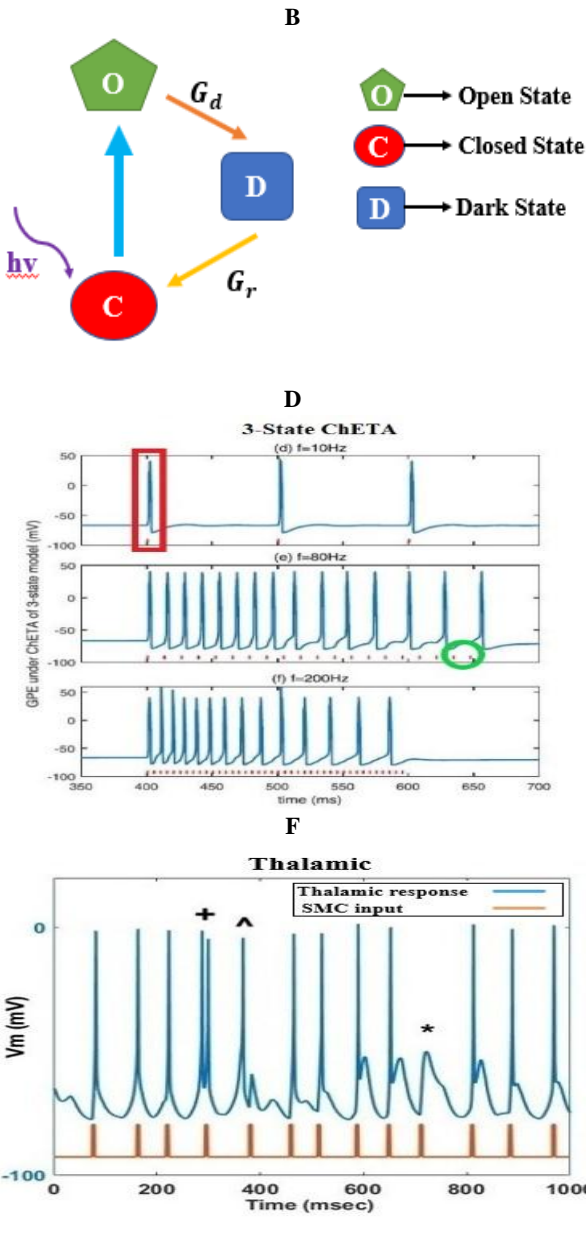 B
O
G_d
D
hv
C
G_r
O Open State
C Closed State
D Dark State
D
3-State ChETA
(d) f=10Hz
50
0
-50
-100
GPE under ChETA of 3-state model (mV)
(e) f=80Hz
50
0
-50
-100
(f) f=200Hz
50
0
-50
-100
350 400 450 500 550 600 650 700
time (ms)
F
Thalamic
Thalamic response
SMC input
+ ^
*
0
Vm (mV)
-100
0 200 400 600 800 1000
Time (msec)